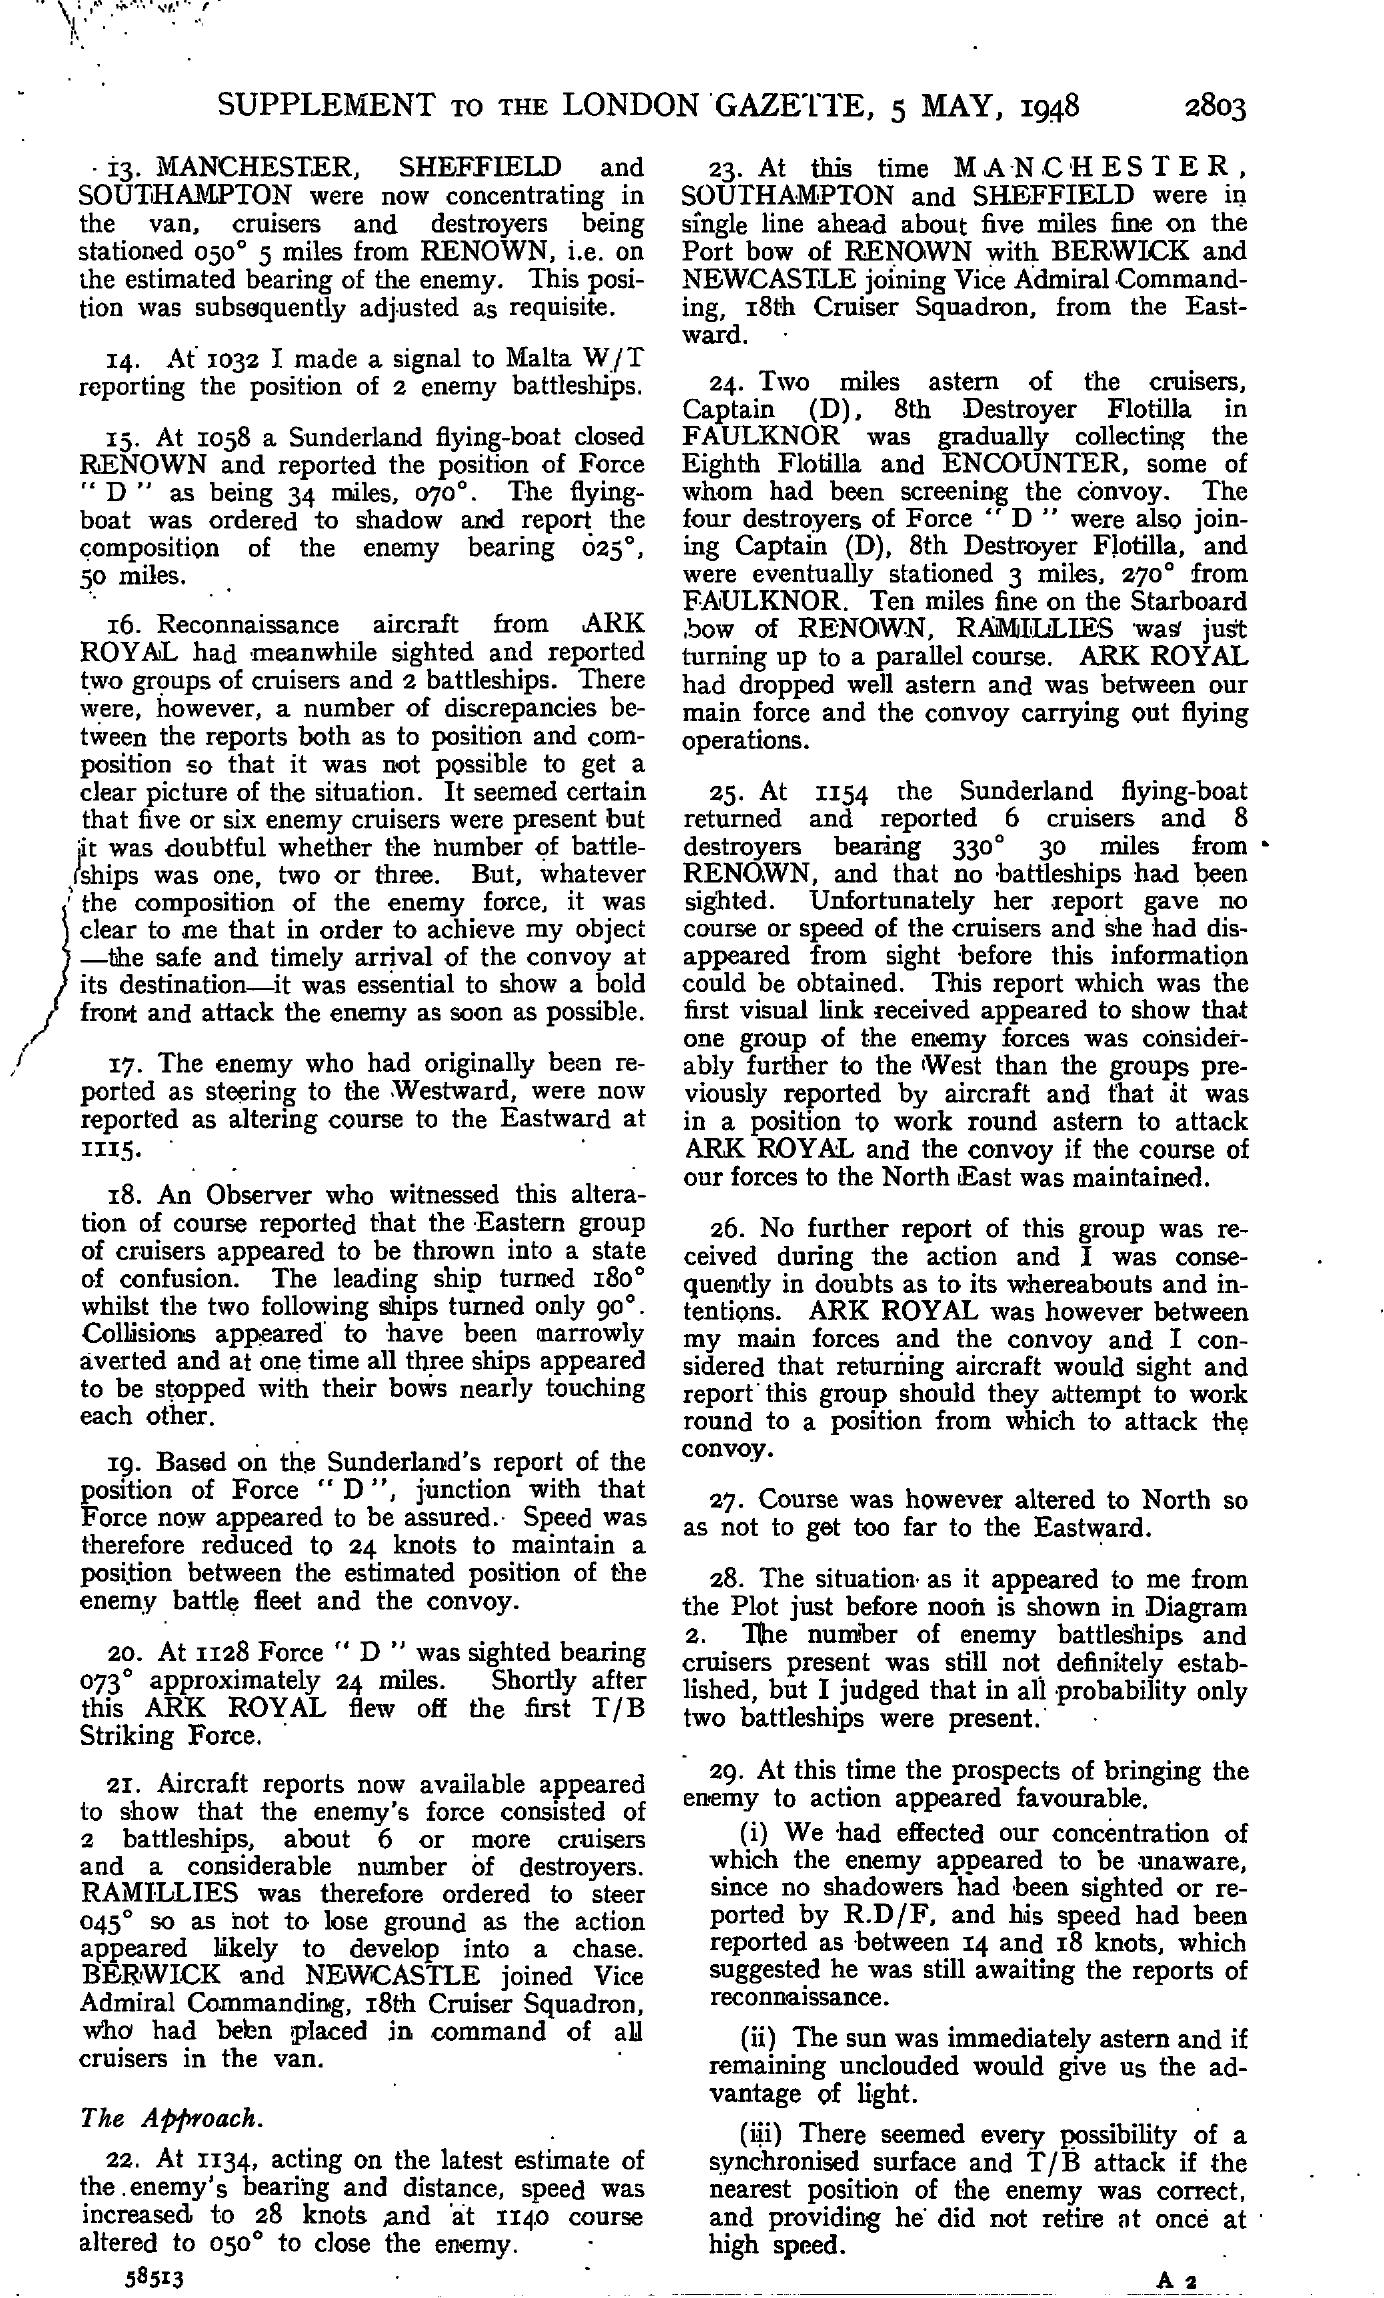 SUPPLEMENT TO THE LONDON GAZETTE, 5 MAY, 1948 2803
13. MANCHESTER, SHEFFIELD and
SOUTHAMPTON were now concentrating in
the van, cruisers and destroyers being
stationed 050° 5 miles from RENOWN, i.e. on
the estimated bearing of the enemy. This posi-
tion was subsequently adjusted as requisite.
14. At 1032 I made a signal to Malta W/T
reporting the position of 2 enemy battleships.
15. At 1058 a Sunderland flying-boat closed
RENOWN and reported the position of Force
“ D ” as being 34 miles, 070°. The flying-
boat was ordered to shadow and report the
composition of the enemy bearing 025°,
50 miles.
16. Reconnaissance aircraft from ARK
ROYAL had meanwhile sighted and reported
two groups of cruisers and 2 battleships. There
were, however, a number of discrepancies be-
tween the reports both as to position and com-
position so that it was not possible to get a
clear picture of the situation. It seemed certain
that five or six enemy cruisers were present but
it was doubtful whether the number of battle-
ships was one, two or three. But, whatever
the composition of the enemy force, it was
clear to me that in order to achieve my object
—the safe and timely arrival of the convoy at
its destination—it was essential to show a bold
front and attack the enemy as soon as possible.
17. The enemy who had originally been re-
ported as steering to the Westward, were now
reported as altering course to the Eastward at
1115.
18. An Observer who witnessed this altera-
tion of course reported that the Eastern group
of cruisers appeared to be thrown into a state
of confusion. The leading ship turned 180°
whilst the two following ships turned only 90°.
Collisions appeared to have been narrowly
averted and at one time all three ships appeared
to be stopped with their bows nearly touching
each other.
19. Based on the Sunderland's report of the
position of Force “ D ”, junction with that
Force now appeared to be assured. Speed was
therefore reduced to 24 knots to maintain a
position between the estimated position of the
enemy battle fleet and the convoy.
20. At 1128 Force “ D ” was sighted bearing
073° approximately 24 miles. Shortly after
this ARK ROYAL flew off the first T/B
Striking Force.
21. Aircraft reports now available appeared
to show that the enemy's force consisted of
2 battleships, about 6 or more cruisers
and a considerable number of destroyers.
RAMILLIES was therefore ordered to steer
045° so as not to lose ground as the action
appeared likely to develop into a chase.
BERWICK and NEWCASTLE joined Vice
Admiral Commanding, 18th Cruiser Squadron,
who had been placed in command of all
cruisers in the van.
The Approach.
22. At 1134, acting on the latest estimate of
the enemy's bearing and distance, speed was
increased to 28 knots and at 1140 course
altered to 050° to close the enemy.
58513
23. At this time MANCHESTER,
SOUTHAMPTON and SHEFFIELD were in
single line ahead about five miles fine on the
Port bow of RENOWN with BERWICK and
NEWCASTLE joining Vice Admiral Command-
ing, 18th Cruiser Squadron, from the East-
ward.
24. Two miles astern of the cruisers,
Captain (D), 8th Destroyer Flotilla in
FAULKNOR was gradually collecting the
Eighth Flotilla and ENCOUNTER, some of
whom had been screening the convoy. The
four destroyers of Force “ D ” were also join-
ing Captain (D), 8th Destroyer Flotilla, and
were eventually stationed 3 miles, 270° from
FAULKNOR. Ten miles fine on the Starboard
bow of RENOWN, RAMILLIES was just
turning up to a parallel course. ARK ROYAL
had dropped well astern and was between our
main force and the convoy carrying out flying
operations.
25. At 1154 the Sunderland flying-boat
returned and reported 6 cruisers and 8
destroyers bearing 330° 30 miles from
RENOWN, and that no battleships had been
sighted. Unfortunately her report gave no
course or speed of the cruisers and she had dis-
appeared from sight before this information
could be obtained. This report which was the
first visual link received appeared to show that
one group of the enemy forces was consider-
ably further to the West than the groups pre-
viously reported by aircraft and that it was
in a position to work round astern to attack
ARK ROYAL and the convoy if the course of
our forces to the North East was maintained.
26. No further report of this group was re-
ceived during the action and I was conse-
quently in doubts as to its whereabouts and in-
tentions. ARK ROYAL was however between
my main forces and the convoy and I con-
sidered that returning aircraft would sight and
report this group should they attempt to work
round to a position from which to attack the
convoy.
27. Course was however altered to North so
as not to get too far to the Eastward.
28. The situation as it appeared to me from
the Plot just before noon is shown in Diagram
2. The number of enemy battleships and
cruisers present was still not definitely estab-
lished, but I judged that in all probability only
two battleships were present.
29. At this time the prospects of bringing the
enemy to action appeared favourable.
(i) We had effected our concentration of
which the enemy appeared to be unaware,
since no shadowers had been sighted or re-
ported by R.D/F, and his speed had been
reported as between 14 and 18 knots, which
suggested he was still awaiting the reports of
reconnaissance.
(ii) The sun was immediately astern and if
remaining unclouded would give us the ad-
vantage of light.
(iii) There seemed every possibility of a
synchronised surface and T/B attack if the
nearest position of the enemy was correct,
and providing he did not retire at once at
high speed.
A 2